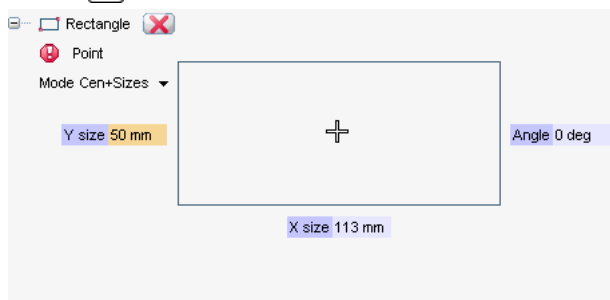 Rectangle
Point
Mode Cen+Sizes
Y size 50 mm
Angle 0 deg
X size 113 mm